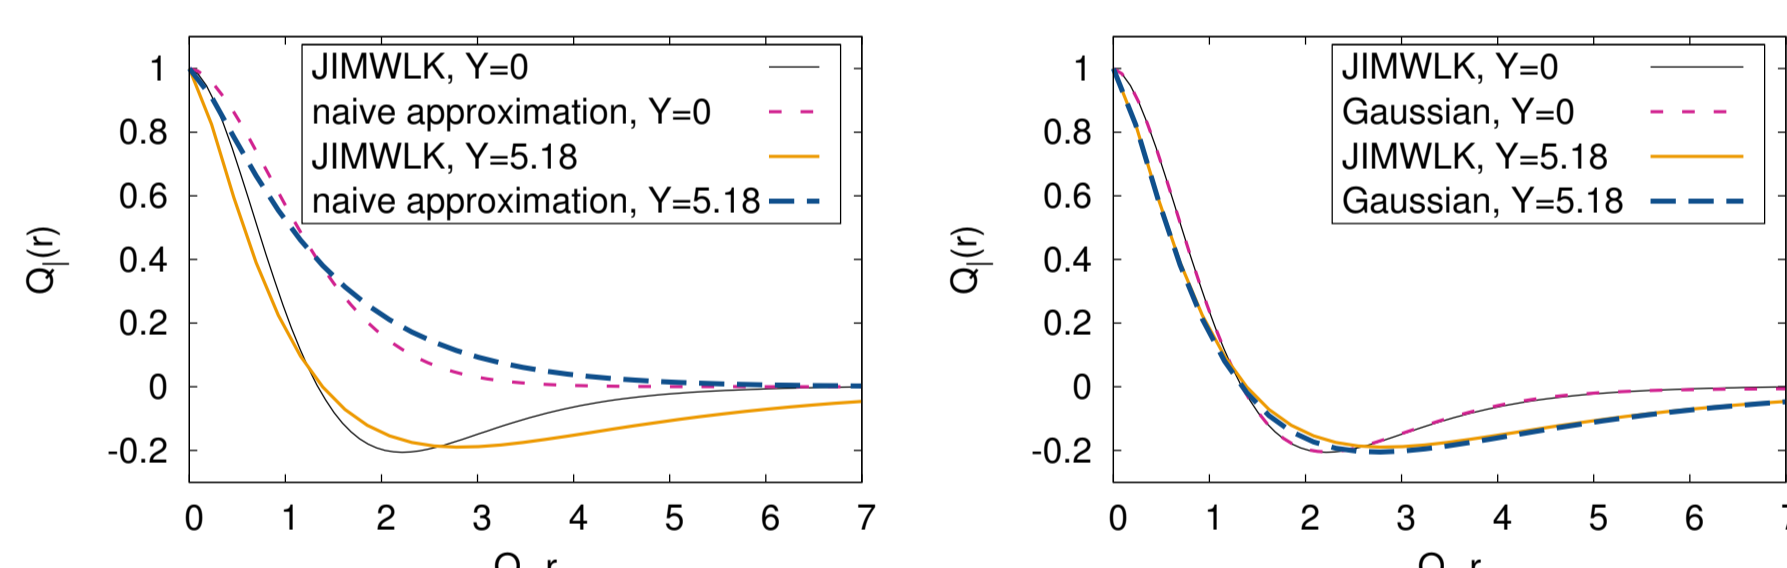 JIMWLK, Y=0
naive approximation, Y=0
JIMWLK, Y=5.18
naive approximation, Y=5.18
1
0.8
0.6
0.4
0.2
0
-0.2
Q|(r)
0 1 2 3 4 5 6 7
JIMWLK, Y=0
Gaussian, Y=0
JIMWLK, Y=5.18
Gaussian, Y=5.18
1
0.8
0.6
0.4
0.2
0
-0.2
Q|(r)
0 1 2 3 4 5 6